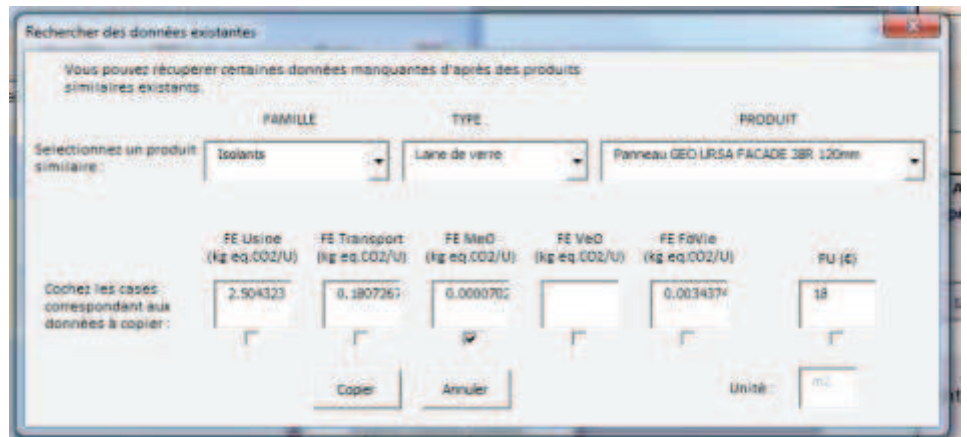 Rechercher des données existantes
Vous pouvez récupérer certaines données manquantes d'après des produits
similaires existants.
FAMILLE TYPE PRODUIT
Selectionnez un produit
similaire :
Isolants Laine de verre Panneau GEO URSA FACADE 38R 120mm
FE Usine FE Transport FE MeO FE VeO FE FdVie
(kg eq.CO2/U) (kg eq.CO2/U) (kg eq.CO2/U) (kg eq.CO2/U) (kg eq.CO2/U) PU (€)
Cochez les cases
correspondant aux
données à copier :
2.504323 0.1807267 0.0000702 0.0034374 18
Copier Annuler Unité : m2